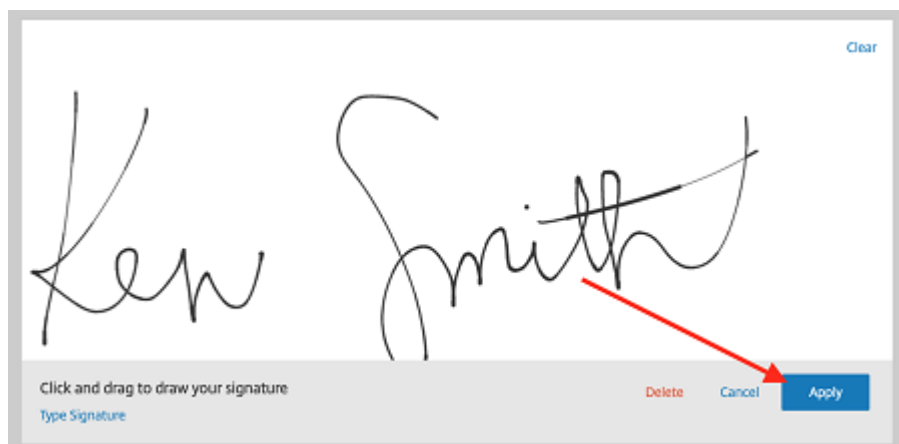 Clear
Ken Smith
Click and drag to draw your signature
Delete Cancel Apply
Type Signature